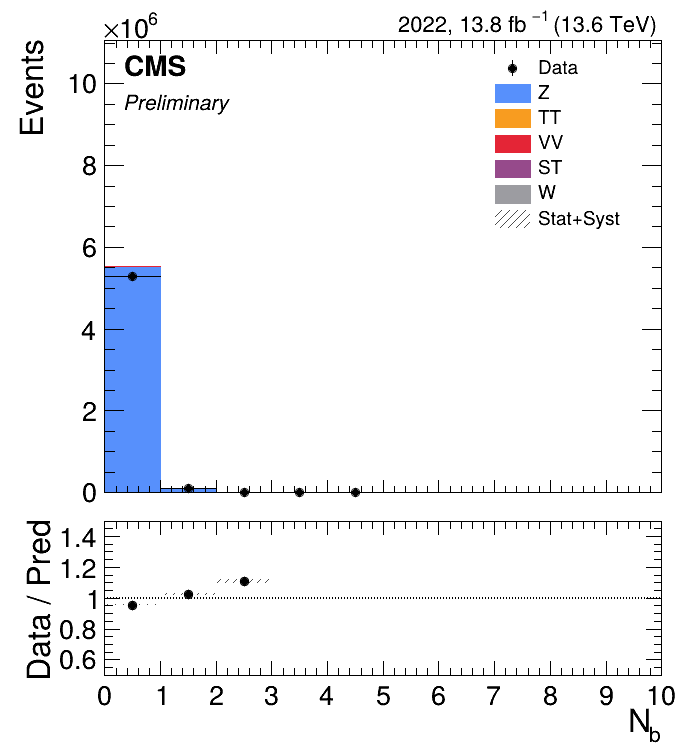 ×10⁶
2022, 13.8 fb⁻¹ (13.6 TeV)
CMS
Preliminary
Events
10
8
6
4
2
0
Data
Z
TT
VV
ST
W
Stat+Syst
Data / Pred
1.4
1.2
1
0.8
0.6
0 1 2 3 4 5 6 7 8 9 10
N_b